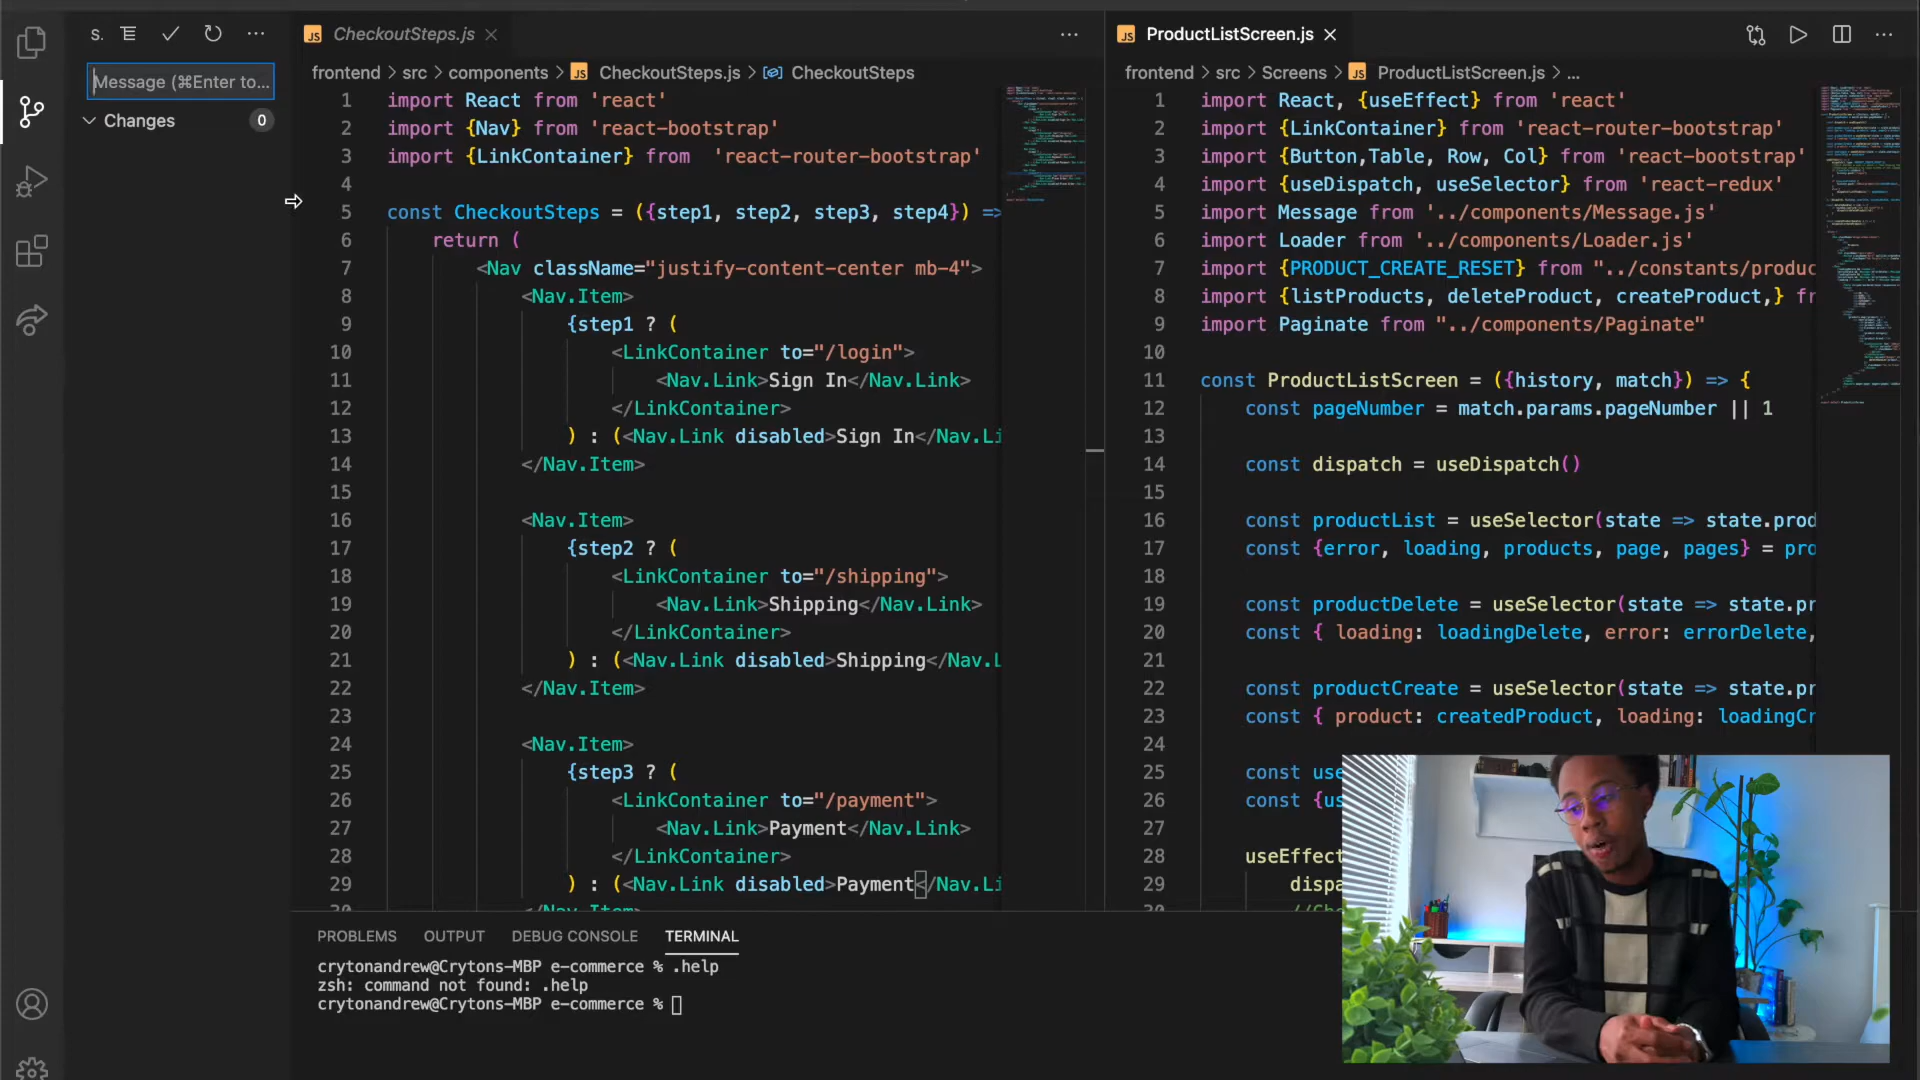 S.
Message (⌘Enter to...
Changes
0
JS CheckoutSteps.js
frontend > src > components > JS CheckoutSteps.js > CheckoutSteps
1 import React from 'react'
2 import {Nav} from 'react-bootstrap'
3 import {LinkContainer} from 'react-router-bootstrap'
4
5 const CheckoutSteps = ({step1, step2, step3, step4}) =>
6 return (
7 <Nav className="justify-content-center mb-4">
8 <Nav.Item>
9 {step1 ? (
10 <LinkContainer to="/login">
11 <Nav.Link>Sign In</Nav.Link>
12 </LinkContainer>
13 ) : (<Nav.Link disabled>Sign In</Nav.Li
14 </Nav.Item>
15
16 <Nav.Item>
17 {step2 ? (
18 <LinkContainer to="/shipping">
19 <Nav.Link>Shipping</Nav.Link>
20 </LinkContainer>
21 ) : (<Nav.Link disabled>Shipping</Nav.L
22 </Nav.Item>
23
24 <Nav.Item>
25 {step3 ? (
26 <LinkContainer to="/payment">
27 <Nav.Link>Payment</Nav.Link>
28 </LinkContainer>
29 ) : (<Nav.Link disabled>Payment</Nav.Li
30 </Nav.Item>
JS ProductListScreen.js
frontend > src > Screens > JS ProductListScreen.js > ...
1 import React, {useEffect} from 'react'
2 import {LinkContainer} from 'react-router-bootstrap'
3 import {Button,Table, Row, Col} from 'react-bootstrap'
4 import {useDispatch, useSelector} from 'react-redux'
5 import Message from '../components/Message.js'
6 import Loader from '../components/Loader.js'
7 import {PRODUCT_CREATE_RESET} from "../constants/produc
8 import {listProducts, deleteProduct, createProduct,} fr
9 import Paginate from "../components/Paginate"
10
11 const ProductListScreen = ({history, match}) => {
12 const pageNumber = match.params.pageNumber || 1
13
14 const dispatch = useDispatch()
15
16 const productList = useSelector(state => state.prod
17 const {error, loading, products, page, pages} = pro
18
19 const productDelete = useSelector(state => state.pr
20 const { loading: loadingDelete, error: errorDelete,
21
22 const productCreate = useSelector(state => state.pr
23 const { product: createdProduct, loading: loadingCr
24
25 const use
26 const {us
27
28 useEffect
29 dispa
30
PROBLEMS OUTPUT DEBUG CONSOLE TERMINAL
crytonandrew@Crytons-MBP e-commerce % .help
zsh: command not found: .help
crytonandrew@Crytons-MBP e-commerce %